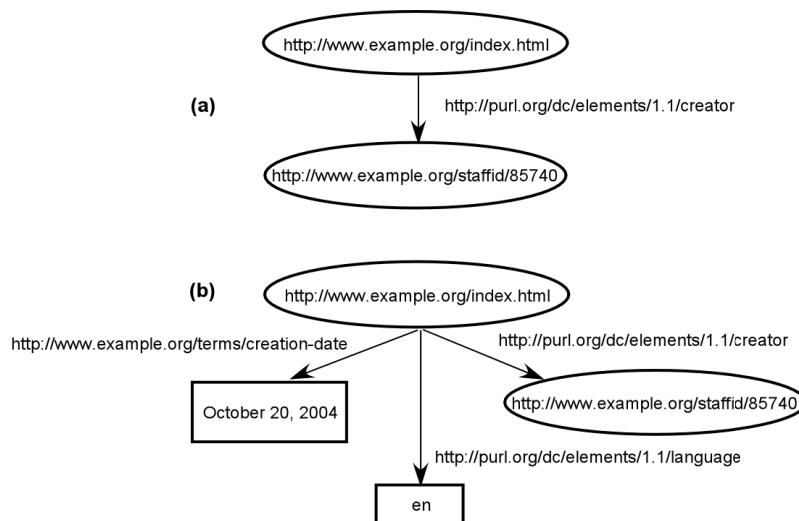 http://www.example.org/index.html
(a)
http://purl.org/dc/elements/1.1/creator
http://www.example.org/staffid/85740
(b)
http://www.example.org/index.html
http://www.example.org/terms/creation-date
http://purl.org/dc/elements/1.1/creator
October 20, 2004
http://www.example.org/staffid/85740
http://purl.org/dc/elements/1.1/language
en